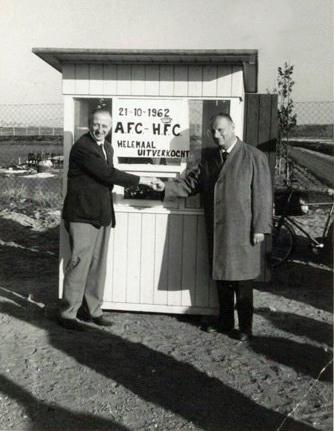 21-10-1962
AFC-HFC
HELEMAAL
UITVERKOCHT